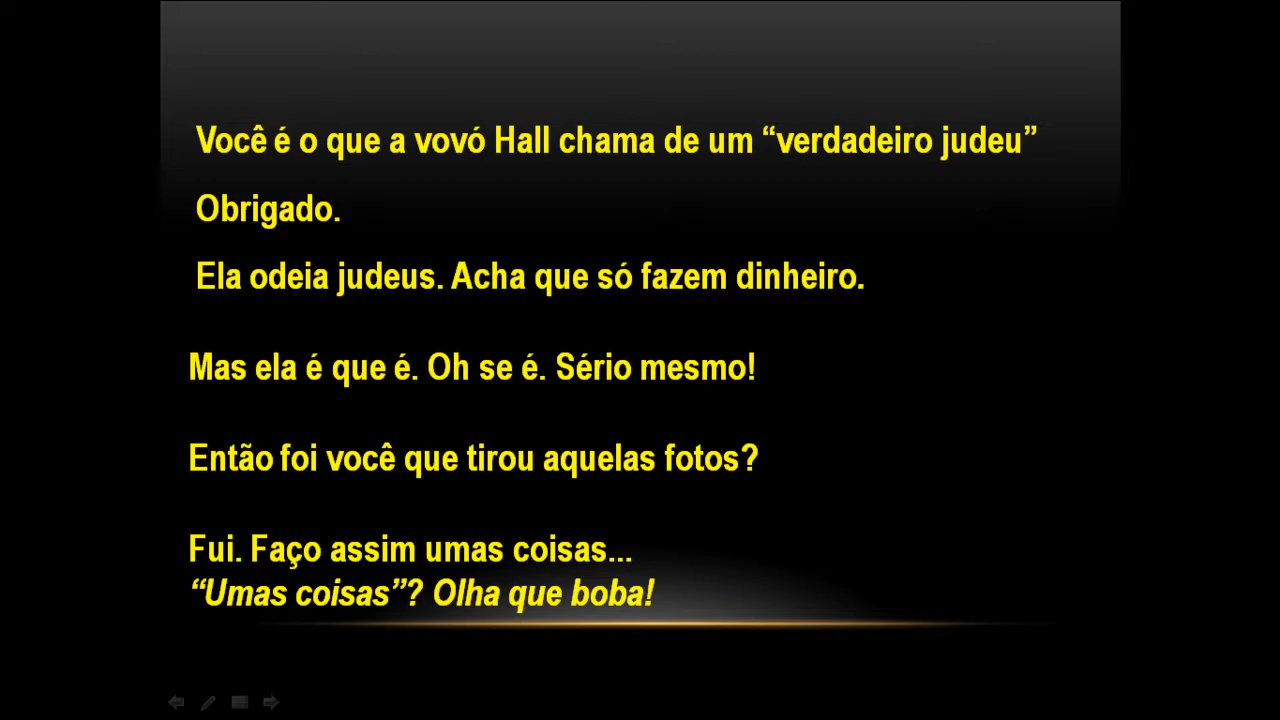 Você é o que a vovó Hall chama de um “verdadeiro judeu”
Obrigado.
Ela odeia judeus. Acha que só fazem dinheiro.
Mas ela é que é. Oh se é. Sério mesmo!
Então foi você que tirou aquelas fotos?
Fui. Faço assim umas coisas...
“Umas coisas”? Olha que boba!